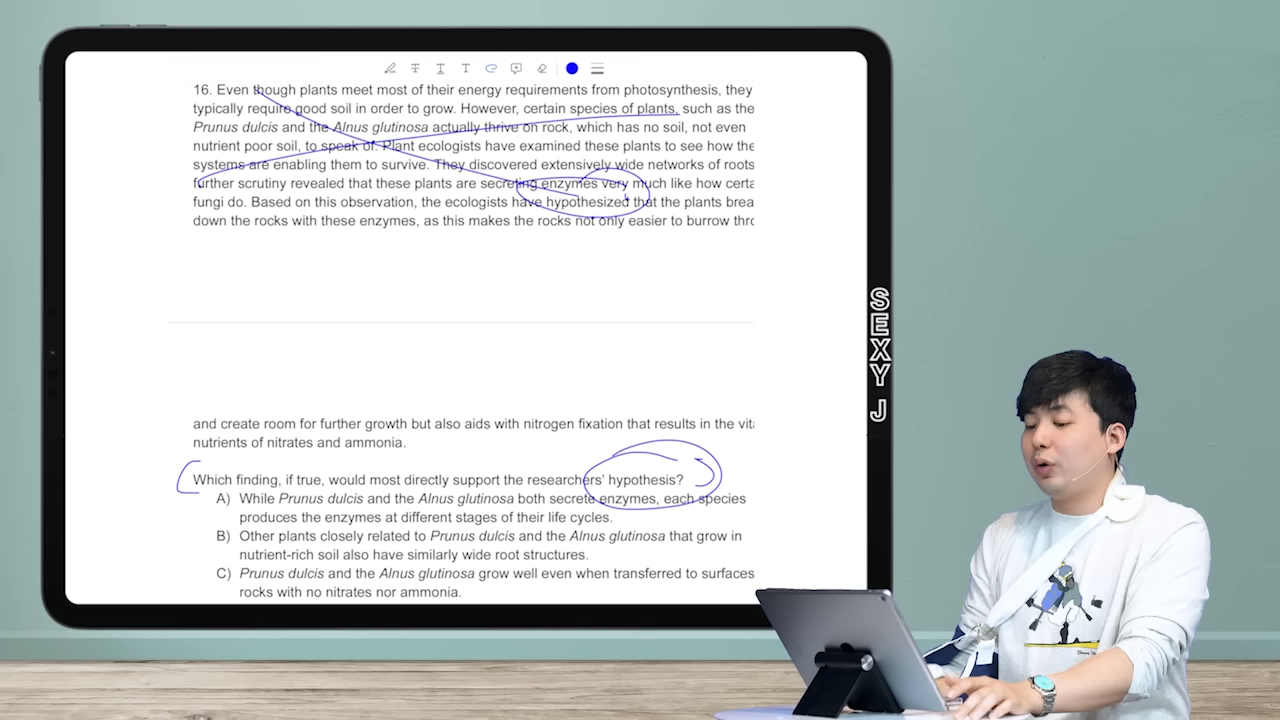 16. Even though plants meet most of their energy requirements from photosynthesis, they
typically require good soil in order to grow. However, certain species of plants, such as the
Prunus dulcis and the Alnus glutinosa actually thrive on rock, which has no soil, not even
nutrient poor soil, to speak of. Plant ecologists have examined these plants to see how the
systems are enabling them to survive. They discovered extensively wide networks of roots
further scrutiny revealed that these plants are secreting enzymes very much like how certa
fungi do. Based on this observation, the ecologists have hypothesized that the plants brea
down the rocks with these enzymes, as this makes the rocks not only easier to burrow thro
and create room for further growth but also aids with nitrogen fixation that results in the vita
nutrients of nitrates and ammonia.
Which finding, if true, would most directly support the researchers' hypothesis?
A) While Prunus dulcis and the Alnus glutinosa both secrete enzymes, each species
produces the enzymes at different stages of their life cycles.
B) Other plants closely related to Prunus dulcis and the Alnus glutinosa that grow in
nutrient-rich soil also have similarly wide root structures.
C) Prunus dulcis and the Alnus glutinosa grow well even when transferred to surfaces
rocks with no nitrates nor ammonia.
SEXY J